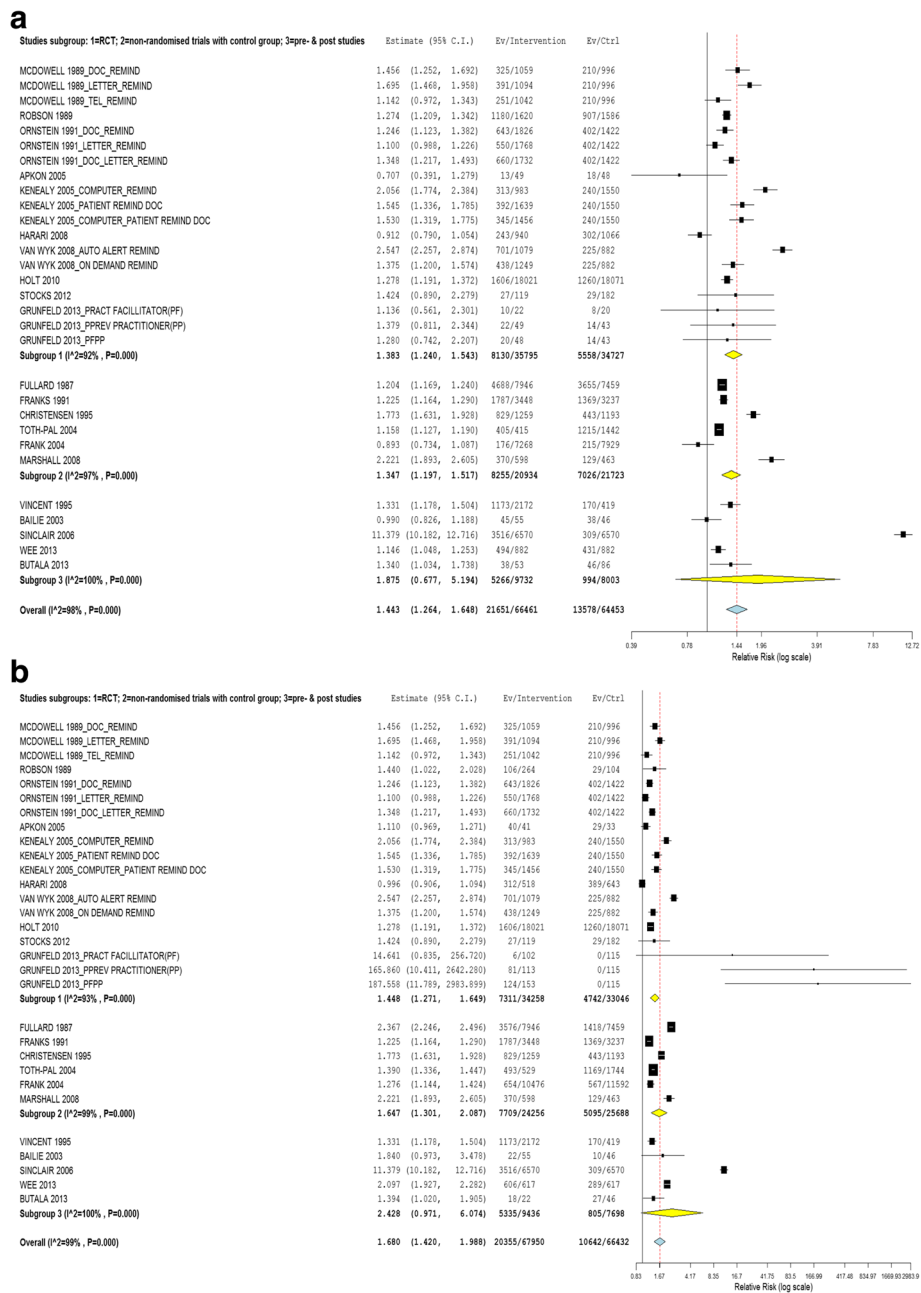 a
Studies subgroup: 1=RCT; 2=non-randomised trials with control group; 3=pre- & post studies Estimate (95% C.I.) Ev/Intervention Ev/Ctrl
MCDOWELL 1989_DOC_REMIND 1.456 (1.252, 1.692) 325/1059 210/996
MCDOWELL 1989_LETTER_REMIND 1.695 (1.468, 1.958) 391/1094 210/996
MCDOWELL 1989_TEL_REMIND 1.142 (0.972, 1.343) 251/1042 210/996
ROBSON 1989 1.274 (1.209, 1.342) 1180/1620 907/1586
ORNSTEIN 1991_DOC_REMIND 1.246 (1.123, 1.382) 643/1826 402/1422
ORNSTEIN 1991_LETTER_REMIND 1.100 (0.988, 1.226) 550/1768 402/1422
ORNSTEIN 1991_DOC_LETTER_REMIND 1.348 (1.217, 1.493) 660/1732 402/1422
APKON 2005 0.707 (0.391, 1.279) 13/49 18/48
KENEALY 2005_COMPUTER_REMIND 2.056 (1.774, 2.384) 313/983 240/1550
KENEALY 2005_PATIENT REMIND DOC 1.545 (1.336, 1.785) 392/1639 240/1550
KENEALY 2005_COMPUTER_PATIENT REMIND DOC 1.530 (1.319, 1.775) 345/1456 240/1550
HARARI 2008 0.912 (0.790, 1.054) 243/940 302/1066
VAN WYK 2008_AUTO ALERT REMIND 2.547 (2.257, 2.874) 701/1079 225/882
VAN WYK 2008_ON DEMAND REMIND 1.375 (1.200, 1.574) 438/1249 225/882
HOLT 2010 1.278 (1.191, 1.372) 1606/18021 1260/18071
STOCKS 2012 1.424 (0.890, 2.279) 27/119 29/182
GRUNFELD 2013_PRACT FACILLITATOR(PF) 1.136 (0.561, 2.301) 10/22 8/20
GRUNFELD 2013_PPREV PRACTITIONER(PP) 1.379 (0.811, 2.344) 22/49 14/43
GRUNFELD 2013_PFPP 1.280 (0.742, 2.207) 20/48 14/43
Subgroup 1 (I^2=92% , P=0.000) 1.383 (1.240, 1.543) 8130/35795 5558/34727
FULLARD 1987 1.204 (1.169, 1.240) 4688/7946 3655/7459
FRANKS 1991 1.225 (1.164, 1.290) 1787/3448 1369/3237
CHRISTENSEN 1995 1.773 (1.631, 1.928) 829/1259 443/1193
TOTH-PAL 2004 1.158 (1.127, 1.190) 405/415 1215/1442
FRANK 2004 0.893 (0.734, 1.087) 176/7268 215/7929
MARSHALL 2008 2.221 (1.893, 2.605) 370/598 129/463
Subgroup 2 (I^2=97% , P=0.000) 1.347 (1.197, 1.517) 8255/20934 7026/21723
VINCENT 1995 1.331 (1.178, 1.504) 1173/2172 170/419
BAILIE 2003 0.990 (0.826, 1.188) 45/55 38/46
SINCLAIR 2006 11.379 (10.182, 12.716) 3516/6570 309/6570
WEE 2013 1.146 (1.048, 1.253) 494/882 431/882
BUTALA 2013 1.340 (1.034, 1.738) 38/53 46/86
Subgroup 3 (I^2=100% , P=0.000) 1.875 (0.677, 5.194) 5266/9732 994/8003
Overall (I^2=98% , P=0.000) 1.443 (1.264, 1.648) 21651/66461 13578/64453
0.39 0.78 1.44 1.96 3.91 7.83 12.72
Relative Risk (log scale)
b
Studies subgroups: 1=RCT; 2=non-randomised trials with control group; 3=pre- & post studies Estimate (95% C.I.) Ev/Intervention Ev/Ctrl
MCDOWELL 1989_DOC_REMIND 1.456 (1.252, 1.692) 325/1059 210/996
MCDOWELL 1989_LETTER_REMIND 1.695 (1.468, 1.958) 391/1094 210/996
MCDOWELL 1989_TEL_REMIND 1.142 (0.972, 1.343) 251/1042 210/996
ROBSON 1989 1.440 (1.022, 2.028) 106/264 29/104
ORNSTEIN 1991_DOC_REMIND 1.246 (1.123, 1.382) 643/1826 402/1422
ORNSTEIN 1991_LETTER_REMIND 1.100 (0.988, 1.226) 550/1768 402/1422
ORNSTEIN 1991_DOC_LETTER_REMIND 1.348 (1.217, 1.493) 660/1732 402/1422
APKON 2005 1.110 (0.969, 1.271) 40/41 29/33
KENEALY 2005_COMPUTER_REMIND 2.056 (1.774, 2.384) 313/983 240/1550
KENEALY 2005_PATIENT REMIND DOC 1.545 (1.336, 1.785) 392/1639 240/1550
KENEALY 2005_COMPUTER_PATIENT REMIND DOC 1.530 (1.319, 1.775) 345/1456 240/1550
HARARI 2008 0.996 (0.906, 1.094) 312/518 389/643
VAN WYK 2008_AUTO ALERT REMIND 2.547 (2.257, 2.874) 701/1079 225/882
VAN WYK 2008_ON DEMAND REMIND 1.375 (1.200, 1.574) 438/1249 225/882
HOLT 2010 1.278 (1.191, 1.372) 1606/18021 1260/18071
STOCKS 2012 1.424 (0.890, 2.279) 27/119 29/182
GRUNFELD 2013_PRACT FACILLITATOR(PF) 14.641 (0.835, 256.720) 6/102 0/115
GRUNFELD 2013_PPREV PRACTITIONER(PP) 165.860 (10.411, 2642.280) 81/113 0/115
GRUNFELD 2013_PFPP 187.558 (11.789, 2983.899) 124/153 0/115
Subgroup 1 (I^2=93% , P=0.000) 1.448 (1.271, 1.649) 7311/34258 4742/33046
FULLARD 1987 2.367 (2.246, 2.496) 3576/7946 1418/7459
FRANKS 1991 1.225 (1.164, 1.290) 1787/3448 1369/3237
CHRISTENSEN 1995 1.773 (1.631, 1.928) 829/1259 443/1193
TOTH-PAL 2004 1.390 (1.336, 1.447) 493/529 1169/1744
FRANK 2004 1.276 (1.144, 1.424) 654/10476 567/11592
MARSHALL 2008 2.221 (1.893, 2.605) 370/598 129/463
Subgroup 2 (I^2=99% , P=0.000) 1.647 (1.301, 2.087) 7709/24256 5095/25688
VINCENT 1995 1.331 (1.178, 1.504) 1173/2172 170/419
BAILIE 2003 1.840 (0.973, 3.478) 22/55 10/46
SINCLAIR 2006 11.379 (10.182, 12.716) 3516/6570 309/6570
WEE 2013 2.097 (1.927, 2.282) 606/617 289/617
BUTALA 2013 1.394 (1.020, 1.905) 18/22 27/46
Subgroup 3 (I^2=100% , P=0.000) 2.428 (0.971, 6.074) 5335/9436 805/7698
Overall (I^2=99% , P=0.000) 1.680 (1.420, 1.988) 20355/67950 10642/66432
0.83 1.67 4.17 8.35 16.7 41.75 83.5 166.99 417.48 834.97 1669.93 2983.9
Relative Risk (log scale)